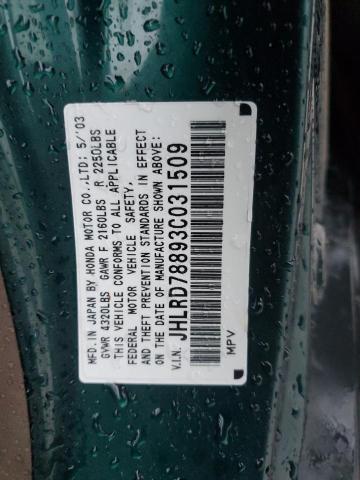 MFD.IN JAPAN BY HONDA MOTOR CO.,LTD: 5/'03
GVWR 4320LBS GAWR F 2160LBS R 2250LBS
THIS VEHICLE CONFORMS TO ALL APPLICABLE
FEDERAL MOTOR VEHICLE SAFETY,
AND THEFT PREVENTION STANDARDS IN EFFECT
ON THE DATE OF MANUFACTURE SHOWN ABOVE:
V.I.N. JHLRD78893C031509
MPV